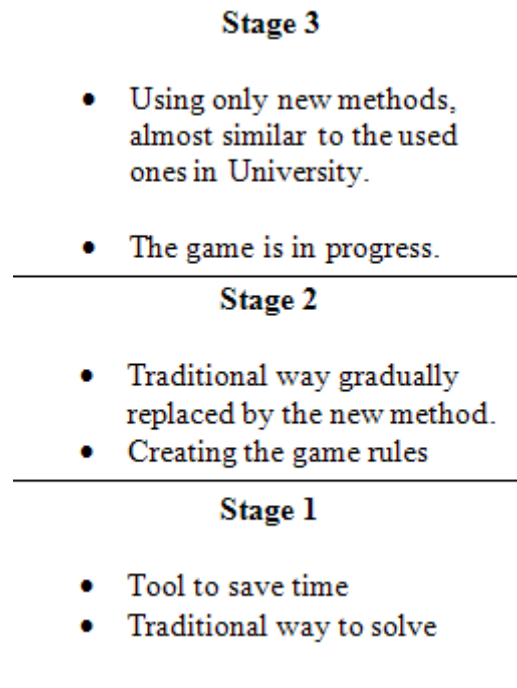 Stage 3
• Using only new methods,
almost similar to the used
ones in University.
• The game is in progress.
Stage 2
• Traditional way gradually
replaced by the new method.
• Creating the game rules
Stage 1
• Tool to save time
• Traditional way to solve